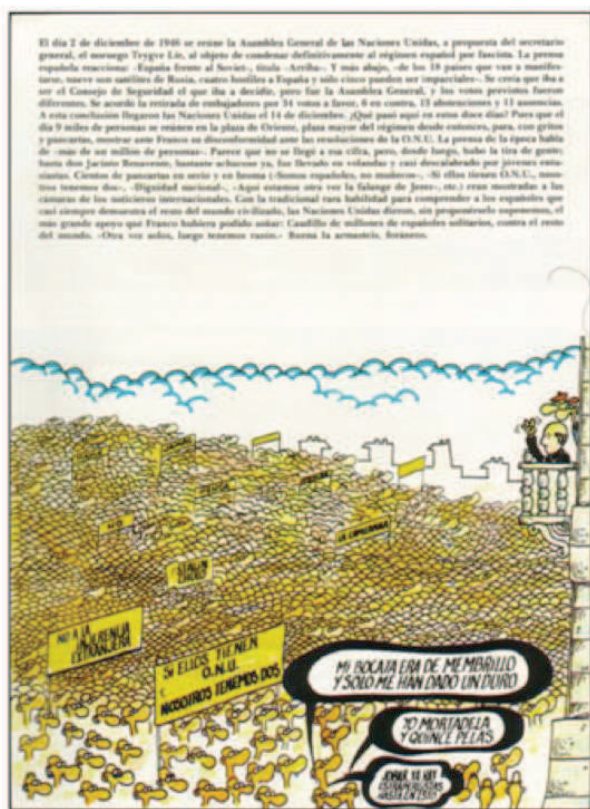 El día 2 de diciembre de 1946 se reúne la Asamblea General de las Naciones Unidas, a propuesta del secretario
general, el noruego Trygve Lie, al objeto de condenar definitivamente al régimen español por fascista. La prensa
española reacciona: «España frente al Soviet», titula «Arriba». Y más abajo, «de los 18 países que van a manifes-
tarse, nueve son satélites de Rusia, cuatro hostiles a España y sólo cinco pueden ser imparciales». Se creía que iba a
ser el Consejo de Seguridad el que iba a decidir, pero fue la Asamblea General, y los votos previstos fueron
diferentes. Se acordó la retirada de embajadores por 34 votos a favor, 6 en contra, 13 abstenciones y 11 ausencias.
A esta conclusión llegaron las Naciones Unidas el 14 de diciembre. ¿Qué pasó aquí en estos doce días? Pues que el
día 9 miles de personas se reúnen en la plaza de Oriente, plaza mayor del régimen desde entonces, para, con gritos
y pancartas, mostrar ante Franco su disconformidad ante las resoluciones de la O.N.U. La prensa de la época habla
de «más de un millón de personas». Parece que no se llegó a esa cifra, pero, desde luego, hubo la tira de gente;
hasta don Jacinto Benavente, bastante achacoso ya, fue llevado en volandas y casi descalabrado por jóvenes entu-
siastas. Cientos de pancartas en serio y en broma («Somos españoles, no», «Si ellos tienen O.N.U., noso-
tros tenemos dos», «Dignidad nacional», «Aquí estamos otra vez la falange de Jerez», etc.) eran mostradas a las
cámaras de los noticieros internacionales. Con la tradicional rara habilidad para comprender a los españoles que
casi siempre demuestra el resto del mundo civilizado, las Naciones Unidas dieron, sin proponérselo suponemos, el
más grande apoyo que Franco hubiera podido soñar: Caudillo de millones de españoles solitarios, contra el resto
del mundo. «Otra vez solos, luego tenemos razón.» Buena la armasteis, foráneos.
NO A LA
INJERENCIA
EXTRANJERA
SI ELLOS TIENEN
O.N.U.
NOSOTROS TENEMOS DOS
MI BOCATA ERA DE MEMBRILLO
Y SOLO ME HAN DADO UN DURO
YO MORTADELA
Y QUINCE PELAS